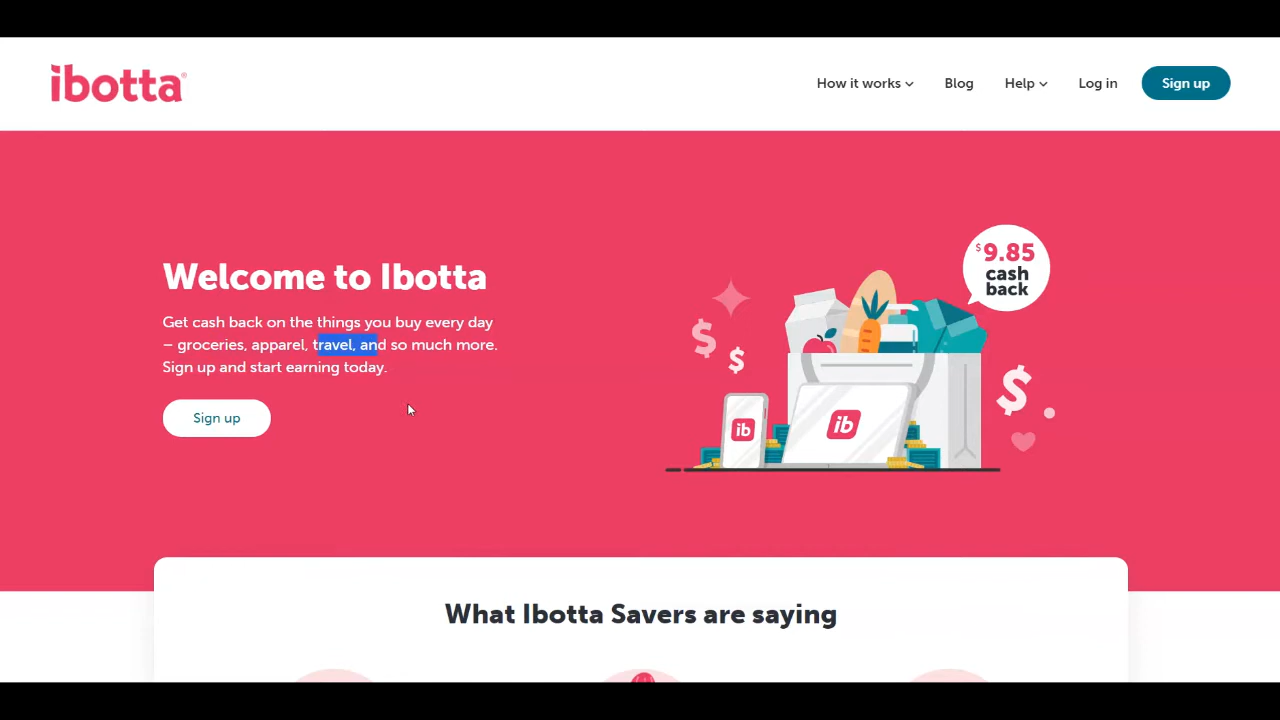 ibotta®
How it works Blog Help Log in Sign up
Welcome to Ibotta
Get cash back on the things you buy every day
– groceries, apparel, travel, and so much more.
Sign up and start earning today.
Sign up
$9.85
cash
back
$
$
$
ib
ib
What Ibotta Savers are saying